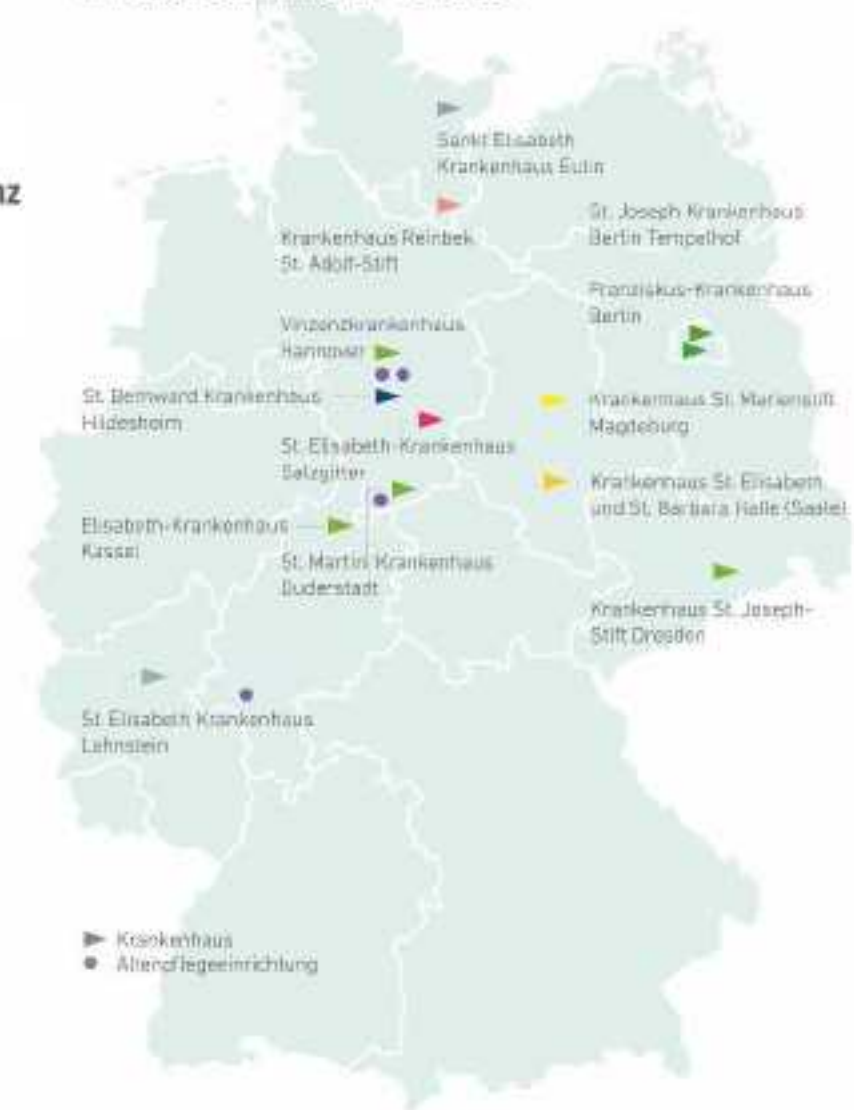 nz
Sankt Elisabeth
Krankenhaus Eutin
Krankenhaus Reinbek
St. Adolf-Stift
St. Joseph Krankenhaus
Berlin Tempelhof
Franziskus-Krankenhaus
Berlin
Vinzenzkrankenhaus
Hannover
St. Bernward Krankenhaus
Hildesheim
Krankenhaus St. Marienstift
Magdeburg
St. Elisabeth-Krankenhaus
Salzgitter
Krankenhaus St. Elisabeth
und St. Barbara Halle (Saale)
Elisabeth-Krankenhaus
Kassel
St. Martini Krankenhaus
Duderstadt
Krankenhaus St. Joseph-
Stift Dresden
St. Elisabeth Krankenhaus
Lahnstein
Krankenhaus
Altenpflegeeinrichtung